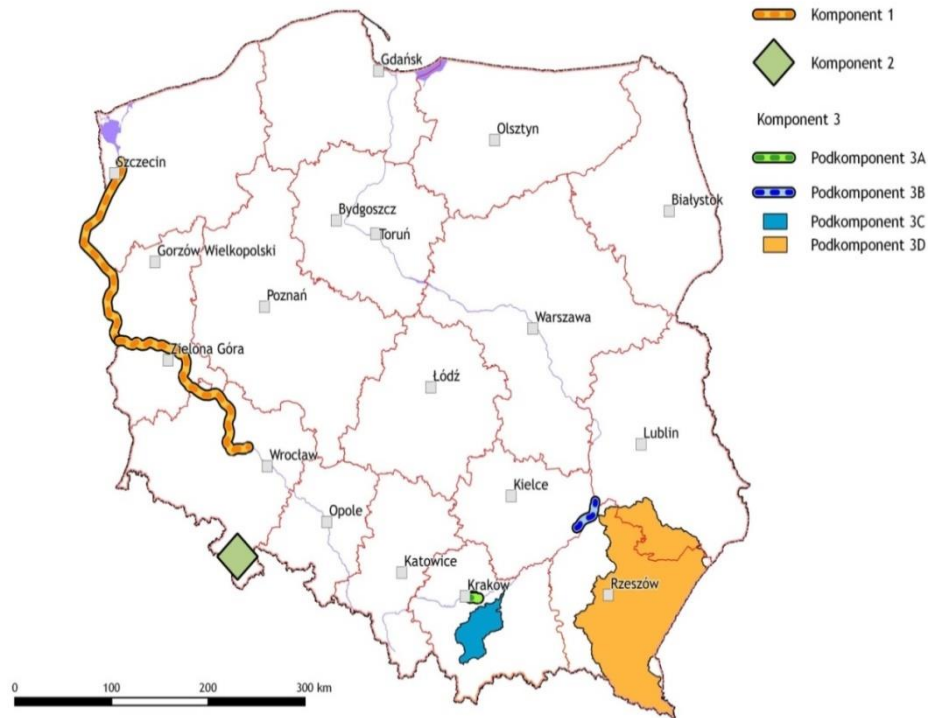 Komponent 1
Komponent 2
Komponent 3
Podkomponent 3A
Podkomponent 3B
Podkomponent 3C
Podkomponent 3D
Gdańsk
Olsztyn
Szczecin
Białystok
Bydgoszcz
Toruń
Gorzów Wielkopolski
Poznań
Warszawa
Zielona Góra
Łódź
Lublin
Wrocław
Kielce
Opole
Katowice
Kraków
Rzeszów
0 100 200 300 km